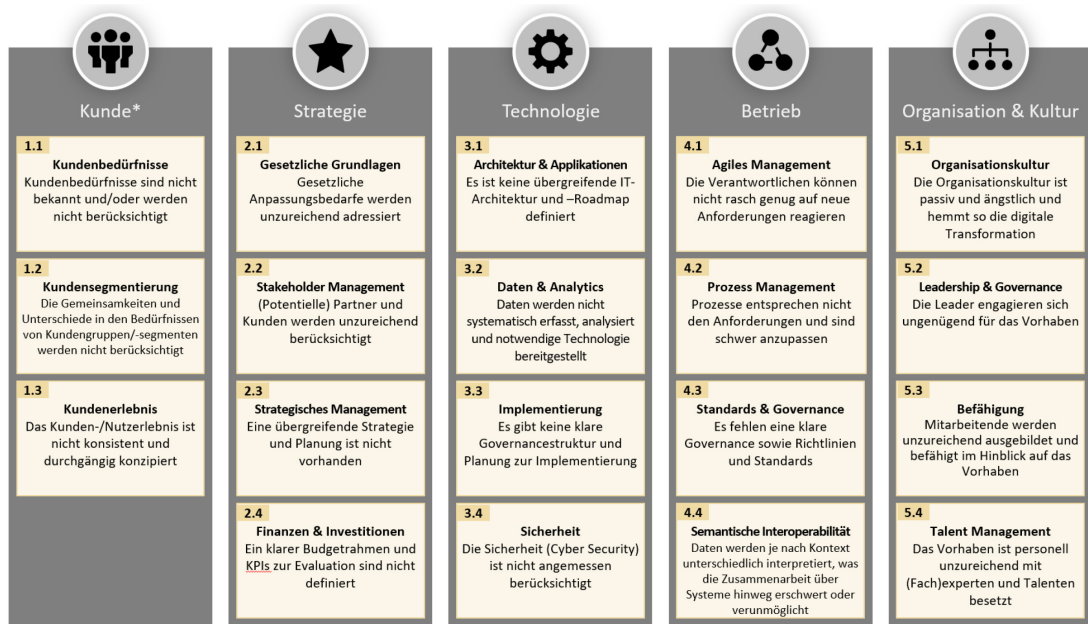 Kunde*
1.1
Kundenbedürfnisse
Kundenbedürfnisse sind nicht
bekannt und/oder werden
nicht berücksichtigt
1.2
Kundensegmentierung
Die Gemeinsamkeiten und
Unterschiede in den Bedürfnissen
von Kundengruppen/-segmenten
werden nicht berücksichtigt
1.3
Kundenerlebnis
Das Kunden-/Nutzerlebnis ist
nicht konsistent und
durchgängig konzipiert
Strategie
2.1
Gesetzliche Grundlagen
Gesetzliche
Anpassungsbedarfe werden
unzureichend adressiert
2.2
Stakeholder Management
(Potentielle) Partner und
Kunden werden unzureichend
berücksichtigt
2.3
Strategisches Management
Eine übergreifende Strategie
und Planung ist nicht
vorhanden
2.4
Finanzen & Investitionen
Ein klarer Budgetrahmen und
KPIs zur Evaluation sind nicht
definiert
Technologie
3.1
Architektur & Applikationen
Es ist keine übergreifende IT-
Architektur und –Roadmap
definiert
3.2
Daten & Analytics
Daten werden nicht
systematisch erfasst, analysiert
und notwendige Technologie
bereitgestellt
3.3
Implementierung
Es gibt keine klare
Governancestruktur und
Planung zur Implementierung
3.4
Sicherheit
Die Sicherheit (Cyber Security)
ist nicht angemessen
berücksichtigt
Betrieb
4.1
Agiles Management
Die Verantwortlichen können
nicht rasch genug auf neue
Anforderungen reagieren
4.2
Prozess Management
Prozesse entsprechen nicht
den Anforderungen und sind
schwer anzupassen
4.3
Standards & Governance
Es fehlen eine klare
Governance sowie Richtlinien
und Standards
4.4
Semantische Interoperabilität
Daten werden je nach Kontext
unterschiedlich interpretiert, was
die Zusammenarbeit über
Systeme hinweg erschwert oder
verunmöglicht
Organisation & Kultur
5.1
Organisationskultur
Die Organisationskultur ist
passiv und ängstlich und
hemmt so die digitale
Transformation
5.2
Leadership & Governance
Die Leader engagieren sich
ungenügend für das Vorhaben
5.3
Befähigung
Mitarbeitende werden
unzureichend ausgebildet und
befähigt im Hinblick auf das
Vorhaben
5.4
Talent Management
Das Vorhaben ist personell
unzureichend mit
(Fach)experten und Talenten
besetzt